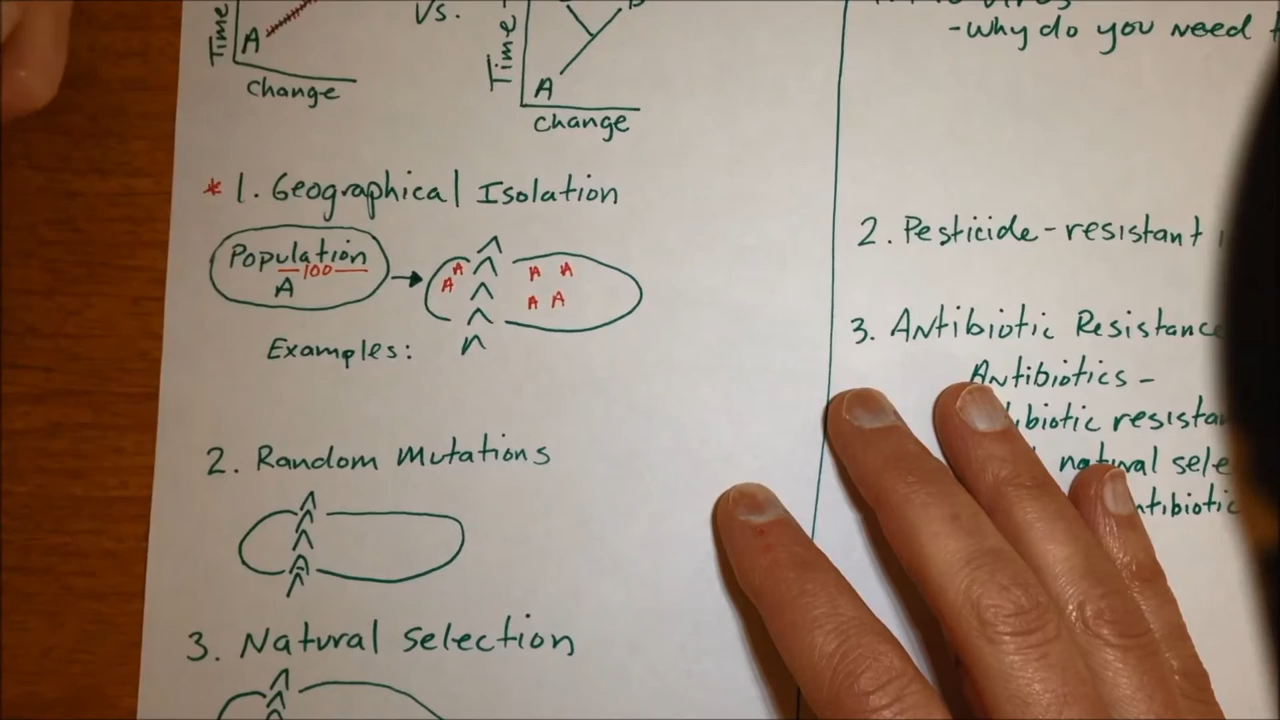 Time
A
change
Vs.
Time
A
change
* 1. Geographical Isolation
Population
100
A
A A
A A
A A
Examples:
2. Random Mutations
3. Natural Selection
-why do you need
2. Pesticide-resistant
3. Antibiotic Resistance
Antibiotics -
natural